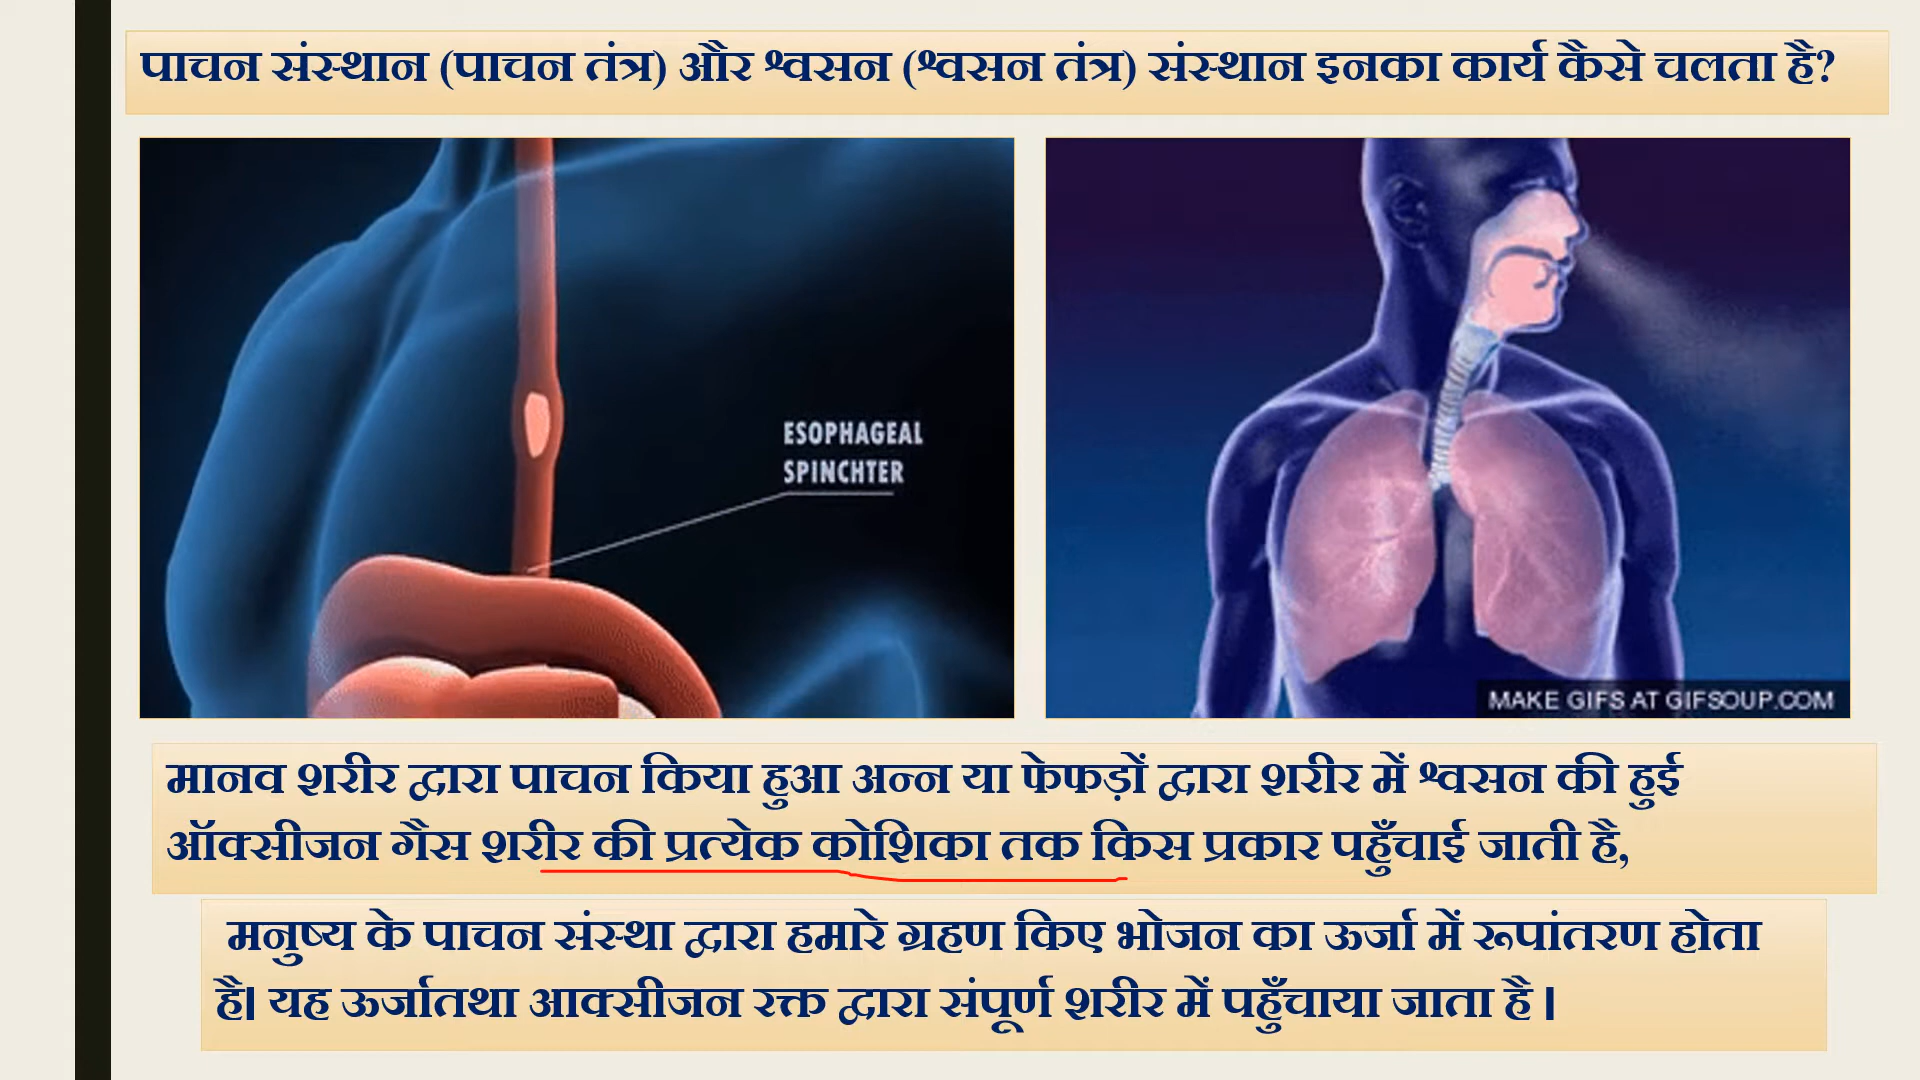 पाचन संस्थान (पाचन तंत्र) और श्वसन (श्वसन तंत्र) संस्थान इनका कार्य कैसे चलता है?
ESOPHAGEAL
SPINCHTER
MAKE GIFS AT GIFSOUP.COM
मानव शरीर द्वारा पाचन किया हुआ अन्न या फेफड़ों द्वारा शरीर में श्वसन की हुई
ऑक्सीजन गैस शरीर की प्रत्येक कोशिका तक किस प्रकार पहुँचाई जाती है,
मनुष्य के पाचन संस्था द्वारा हमारे ग्रहण किए भोजन का ऊर्जा में रूपांतरण होता
है। यह ऊर्जातथा आक्सीजन रक्त द्वारा संपूर्ण शरीर में पहुँचाया जाता है ।